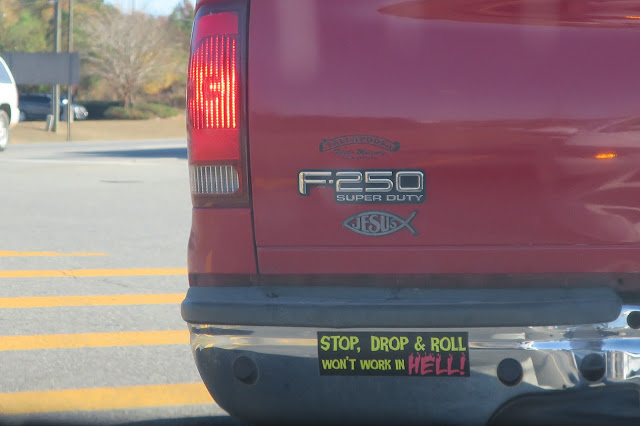 F-250
SUPER DUTY
JESUS
STOP, DROP & ROLL
WON'T WORK IN HELL!